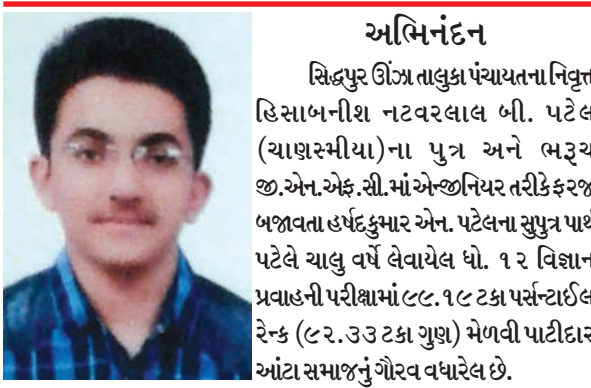 અભિનંદન
સિદ્ધપુર ઊંઝા તાલુકા પંચાયતના નિવૃત્ત
હિસાબનીશ નટવરલાલ બી. પટેલ
(ચાણસ્મીયા)ના પુત્ર અને ભરૂચ
જી.એન.એફ.સી.માં એન્જીનિયર તરીકે ફરજ
બજાવતા હર્ષદકુમાર એન. પટેલના સુપુત્ર પાર્થ
પટેલે ચાલુ વર્ષે લેવાયેલ ધો. ૧૨ વિજ્ઞાન
પ્રવાહની પરીક્ષામાં ૯૯.૧૯ ટકા પર્સન્ટાઈલ
રેન્ક (૯૨.૩૩ ટકા ગુણ) મેળવી પાટીદાર
આંટા સમાજનું ગૌરવ વધારેલ છે.